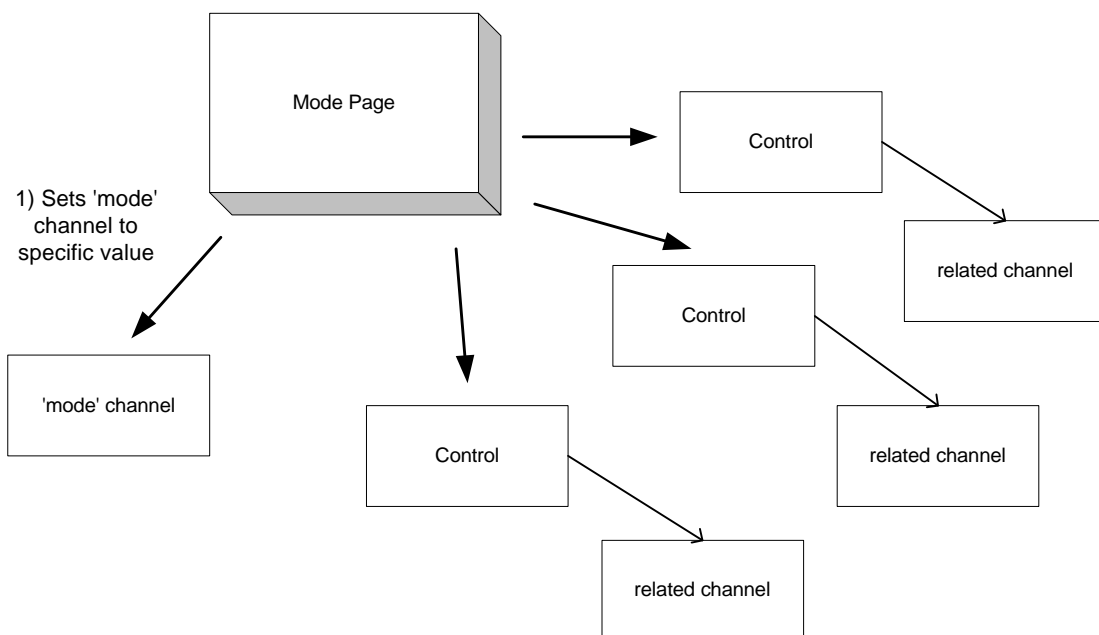 Mode Page
Control
1) Sets 'mode'
channel to
specific value
related channel
Control
'mode' channel
Control
related channel
related channel